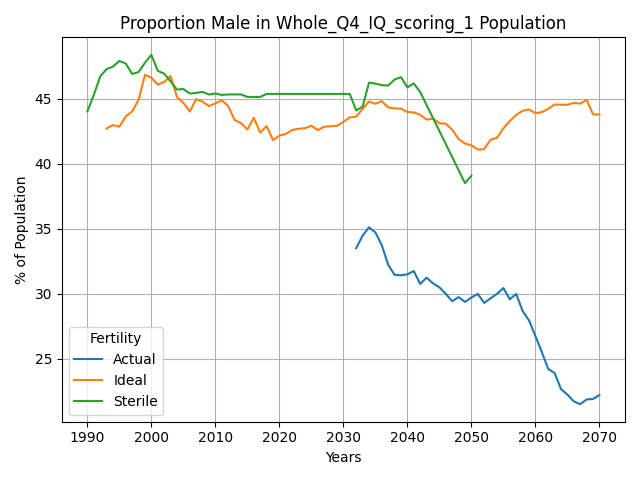 Proportion Male in Whole_Q4_IQ_scoring_1 Population
% of Population
45
40
35
30
25
Fertility
Actual
Ideal
Sterile
1990 2000 2010 2020 2030 2040 2050 2060 2070
Years